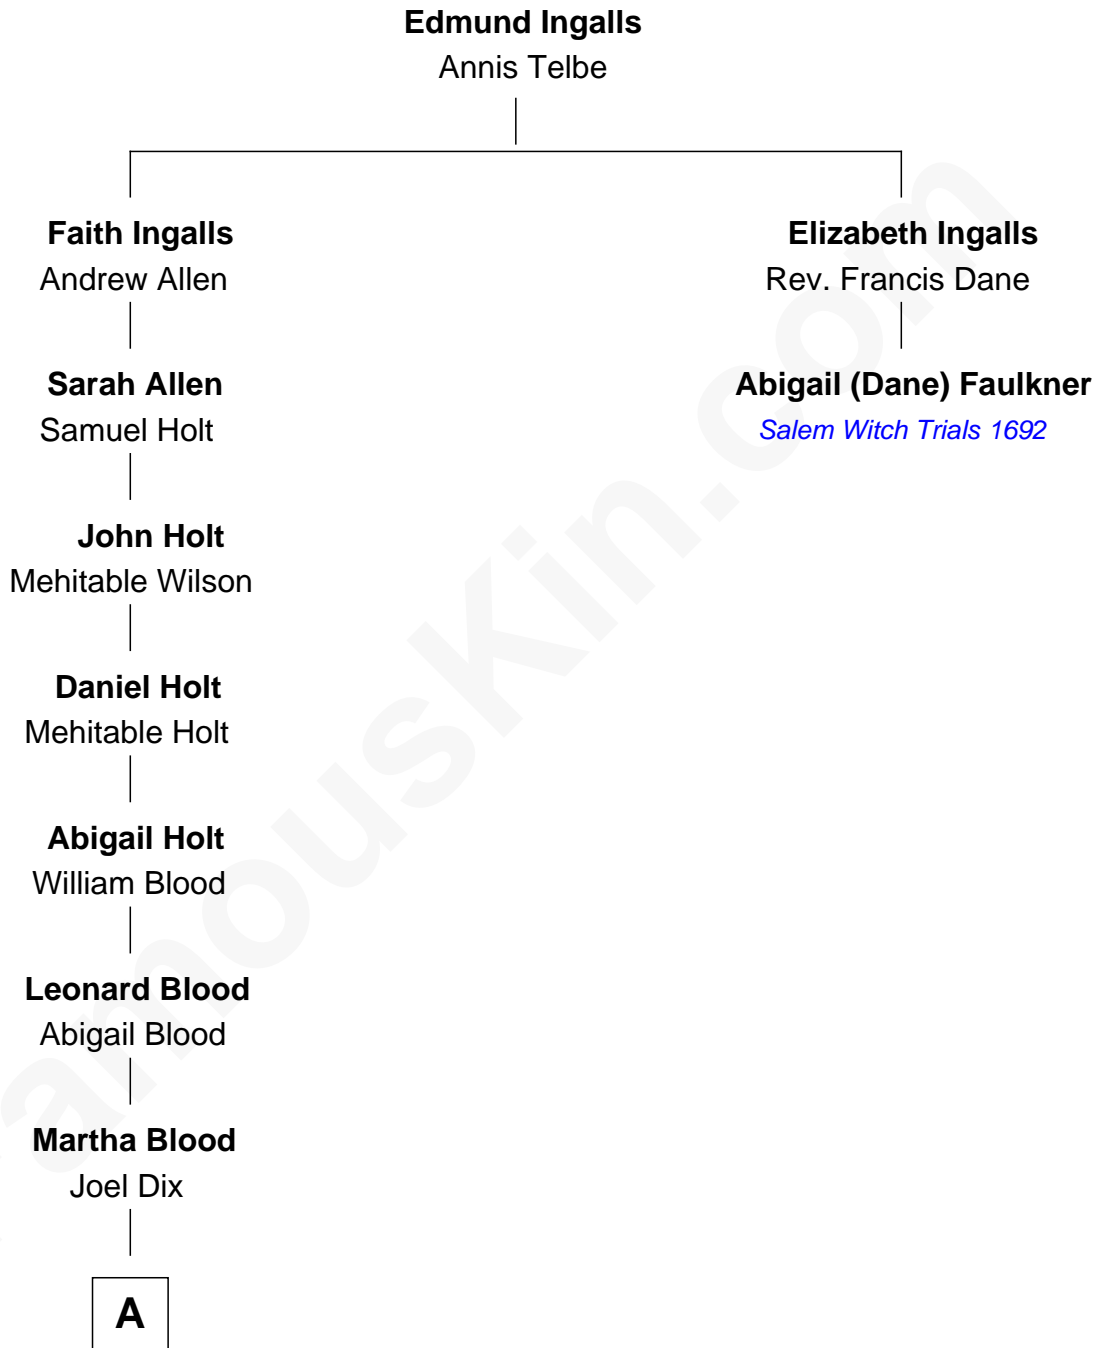 Edmund Ingalls
Annis Telbe
Faith Ingalls
Andrew Allen
Elizabeth Ingalls
Rev. Francis Dane
Sarah Allen
Samuel Holt
Abigail (Dane) Faulkner
Salem Witch Trials 1692
John Holt
Mehitable Wilson
Daniel Holt
Mehitable Holt
Abigail Holt
William Blood
Leonard Blood
Abigail Blood
Martha Blood
Joel Dix
A
famouskin.com